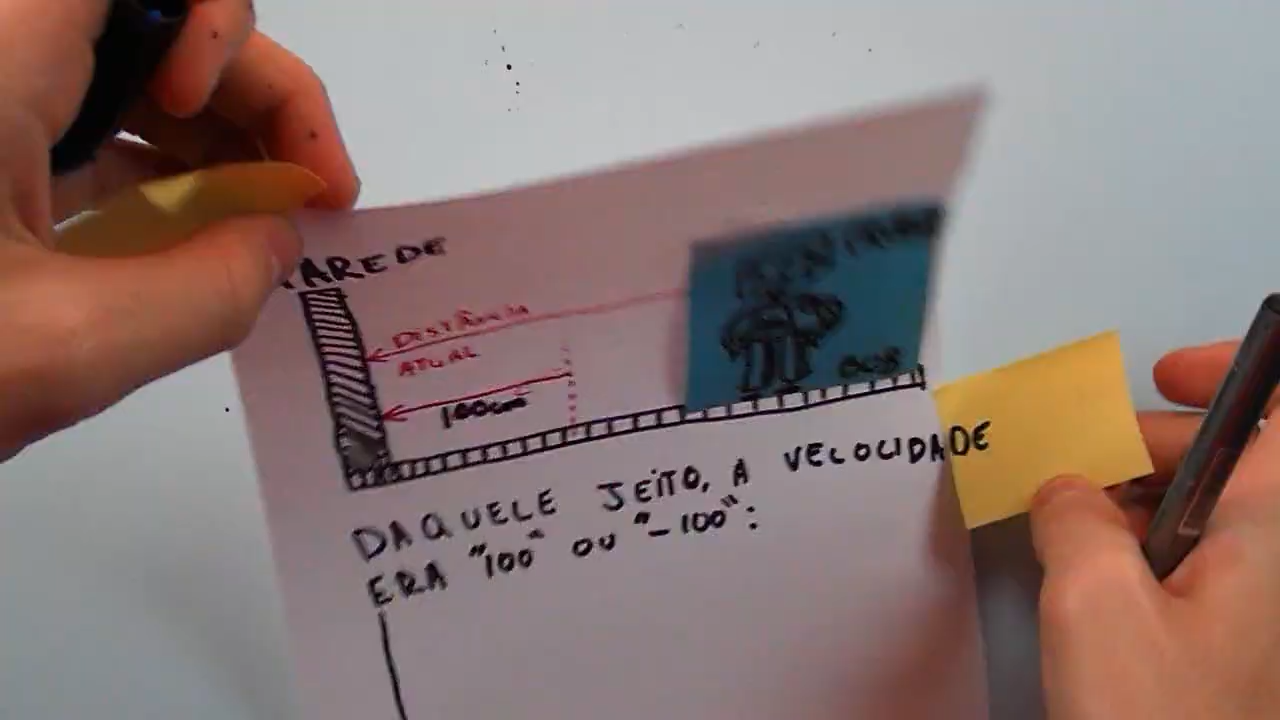 PAREDE
DISTÂNCIA
ATUAL
100cm
DAQUELE JEITO, A VELOCIDADE
ERA "100" OU "-100":